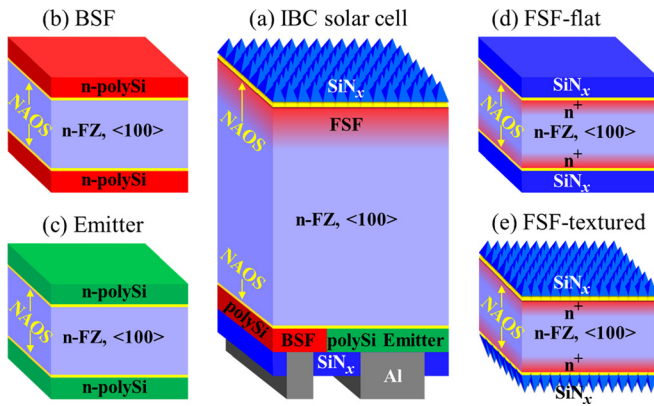 (b) BSF
n-polySi
NAOS
n-FZ, <100>
n-polySi
(c) Emitter
n-polySi
NAOS
n-FZ, <100>
n-polySi
(a) IBC solar cell
SiNx
NAOS
FSF
n-FZ, <100>
NAOS
polySi
BSF polySi Emitter
SiNx
Al
(d) FSF-flat
SiNx
n+
NAOS
n-FZ, <100>
n+
SiNx
(e) FSF-textured
SiNx
n+
NAOS
n-FZ, <100>
n+
SiNx